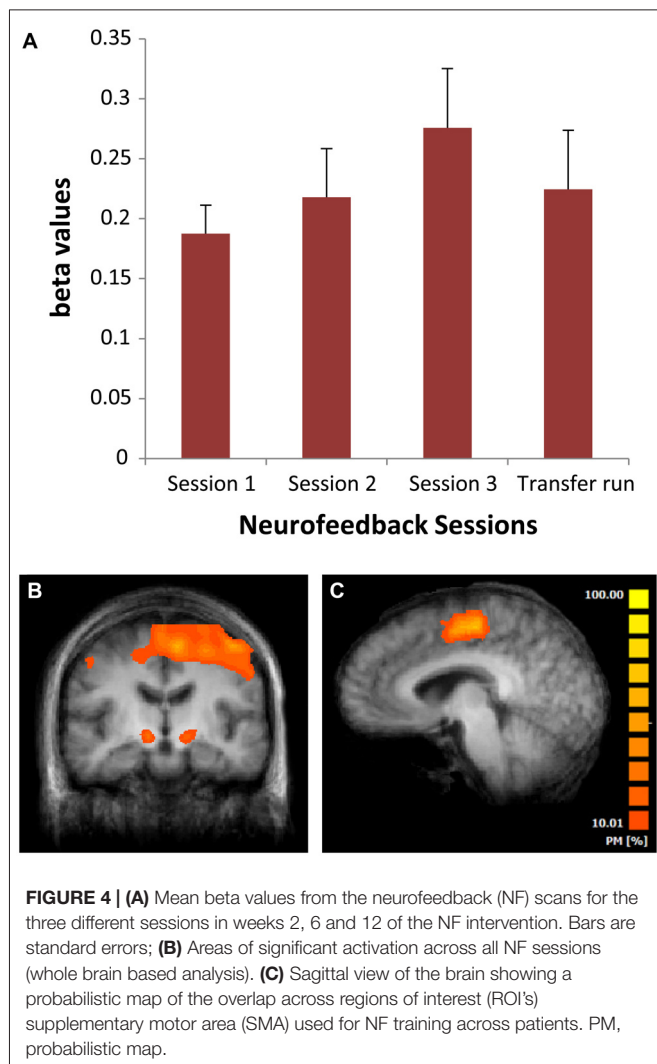 A
0.35
0.3
0.25
0.2
0.15
0.1
0.05
0
beta values
Session 1 Session 2 Session 3 Transfer run
Neurofeedback Sessions
B
C
100.00
10.01
PM [%]
FIGURE 4 | (A) Mean beta values from the neurofeedback (NF) scans for the
three different sessions in weeks 2, 6 and 12 of the NF intervention. Bars are
standard errors; (B) Areas of significant activation across all NF sessions
(whole brain based analysis). (C) Sagittal view of the brain showing a
probabilistic map of the overlap across regions of interest (ROI's)
supplementary motor area (SMA) used for NF training across patients. PM,
probabilistic map.